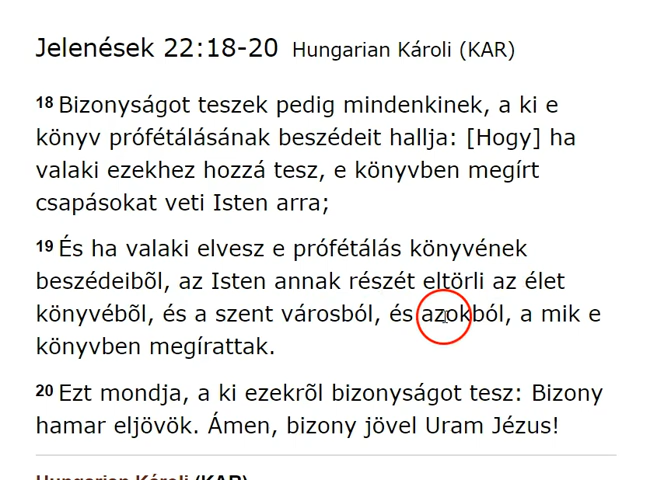 Jelenések 22:18-20 Hungarian Károli (KAR)
18 Bizonyságot teszek pedig mindenkinek, a ki e
könyv prófétálásának beszédeit hallja: [Hogy] ha
valaki ezekhez hozzá tesz, e könyvben megírt
csapásokat veti Isten arra;
19 És ha valaki elvesz e prófétálás könyvének
beszédeibõl, az Isten annak részét eltörli az élet
könyvébõl, és a szent városból, és azokból, a mik e
könyvben megírattak.
20 Ezt mondja, a ki ezekrõl bizonyságot tesz: Bizony
hamar eljövök. Ámen, bizony jövel Uram Jézus!
Hungarian Károli (KAR)